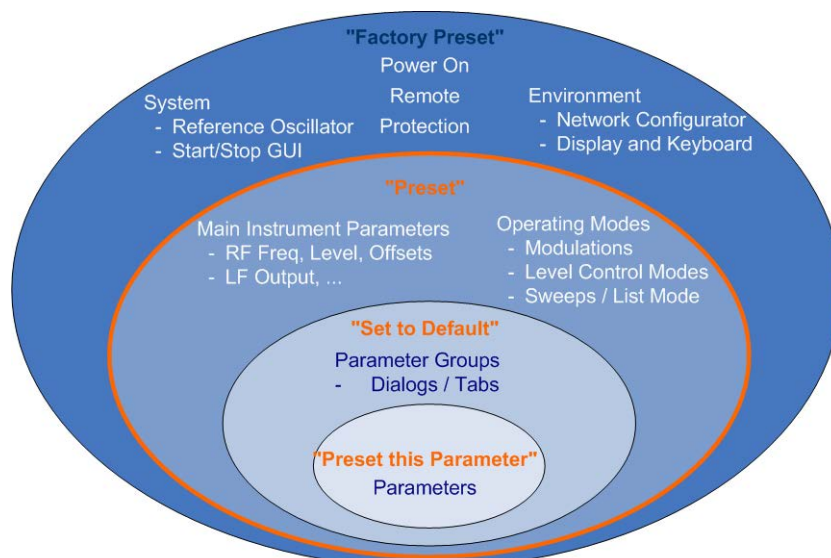 "Factory Preset"
Power On
Remote
Protection
System
- Reference Oscillator
- Start/Stop GUI
Environment
- Network Configurator
- Display and Keyboard
"Preset"
Main Instrument Parameters
- RF Freq, Level, Offsets
- LF Output, ...
Operating Modes
- Modulations
- Level Control Modes
- Sweeps / List Mode
"Set to Default"
Parameter Groups
- Dialogs / Tabs
"Preset this Parameter"
Parameters